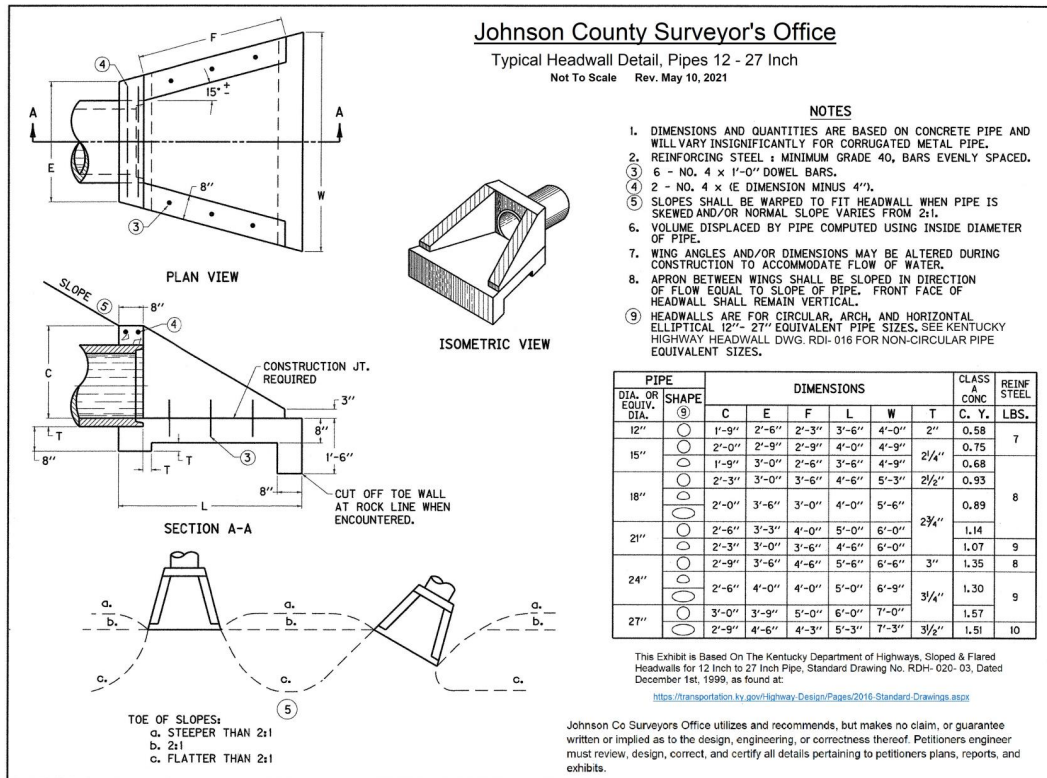 Johnson County Surveyor's Office
Typical Headwall Detail, Pipes 12 - 27 Inch
Not To Scale Rev. May 10, 2021
F
4
15° + -
A
A
E
W
8"
3
PLAN VIEW
ISOMETRIC VIEW
SLOPE 5
8"
4
C
CONSTRUCTION JT.
REQUIRED
3"
T
8"
8"
T
T
3
1'-6"
8"
L
CUT OFF TOE WALL
AT ROCK LINE WHEN
ENCOUNTERED.
SECTION A-A
a.
b.
c.
a.
b.
c.
a.
b.
c.
5
TOE OF SLOPES:
a. STEEPER THAN 2:1
b. 2:1
c. FLATTER THAN 2:1
NOTES
1. DIMENSIONS AND QUANTITIES ARE BASED ON CONCRETE PIPE AND
WILL VARY INSIGNIFICANTLY FOR CORRUGATED METAL PIPE.
2. REINFORCING STEEL : MINIMUM GRADE 40, BARS EVENLY SPACED.
3 6 - NO. 4 x 1'-0" DOWEL BARS.
4 2 - NO. 4 x (E DIMENSION MINUS 4").
5 SLOPES SHALL BE WARPED TO FIT HEADWALL WHEN PIPE IS
SKEWED AND/OR NORMAL SLOPE VARIES FROM 2:1.
6. VOLUME DISPLACED BY PIPE COMPUTED USING INSIDE DIAMETER
OF PIPE.
7. WING ANGLES AND/OR DIMENSIONS MAY BE ALTERED DURING
CONSTRUCTION TO ACCOMMODATE FLOW OF WATER.
8. APRON BETWEEN WINGS SHALL BE SLOPED IN DIRECTION
OF FLOW EQUAL TO SLOPE OF PIPE. FRONT FACE OF
HEADWALL SHALL REMAIN VERTICAL.
9 HEADWALLS ARE FOR CIRCULAR, ARCH, AND HORIZONTAL
ELLIPTICAL 12"- 27" EQUIVALENT PIPE SIZES. SEE KENTUCKY
HIGHWAY HEADWALL DWG. RDI- 016 FOR NON-CIRCULAR PIPE
EQUIVALENT SIZES.
PIPE DIMENSIONS CLASS A CONC REINF STEEL
DIA. OR EQUIV. DIA. SHAPE 9 C E F L W T C. Y. LBS.
12" 1'-9" 2'-6" 2'-3" 3'-6" 4'-0" 2" 0.58 7
15" 2'-0" 2'-9" 2'-9" 4'-0" 4'-9" 2¼" 0.75
1'-9" 3'-0" 2'-6" 3'-6" 4'-9" 0.68 8
18" 2'-3" 3'-0" 3'-6" 4'-6" 5'-3" 2½" 0.93
2'-0" 3'-6" 3'-0" 4'-0" 5'-6" 2¾" 0.89
21" 2'-6" 3'-3" 4'-0" 5'-0" 6'-0" 1.14
2'-3" 3'-0" 3'-6" 4'-6" 6'-0" 1.07 9
24" 2'-9" 3'-6" 4'-6" 5'-6" 6'-6" 3" 1.35 8
2'-6" 4'-0" 4'-0" 5'-0" 6'-9" 3¼" 1.30 9
27" 3'-0" 3'-9" 5'-0" 6'-0" 7'-0" 1.57
2'-9" 4'-6" 4'-3" 5'-3" 7'-3" 3½" 1.51 10
This Exhibit is Based On The Kentucky Department of Highways, Sloped & Flared
Headwalls for 12 Inch to 27 Inch Pipe, Standard Drawing No. RDH- 020- 03, Dated
December 1st, 1999, as found at:
https://transportation.ky.gov/Highway-Design/Pages/2016-Standard-Drawings.aspx
Johnson Co Surveyors Office utilizes and recommends, but makes no claim, or guarantee
written or implied as to the design, engineering, or correctness thereof. Petitioners engineer
must review, design, correct, and certify all details pertaining to petitioners plans, reports, and
exhibits.